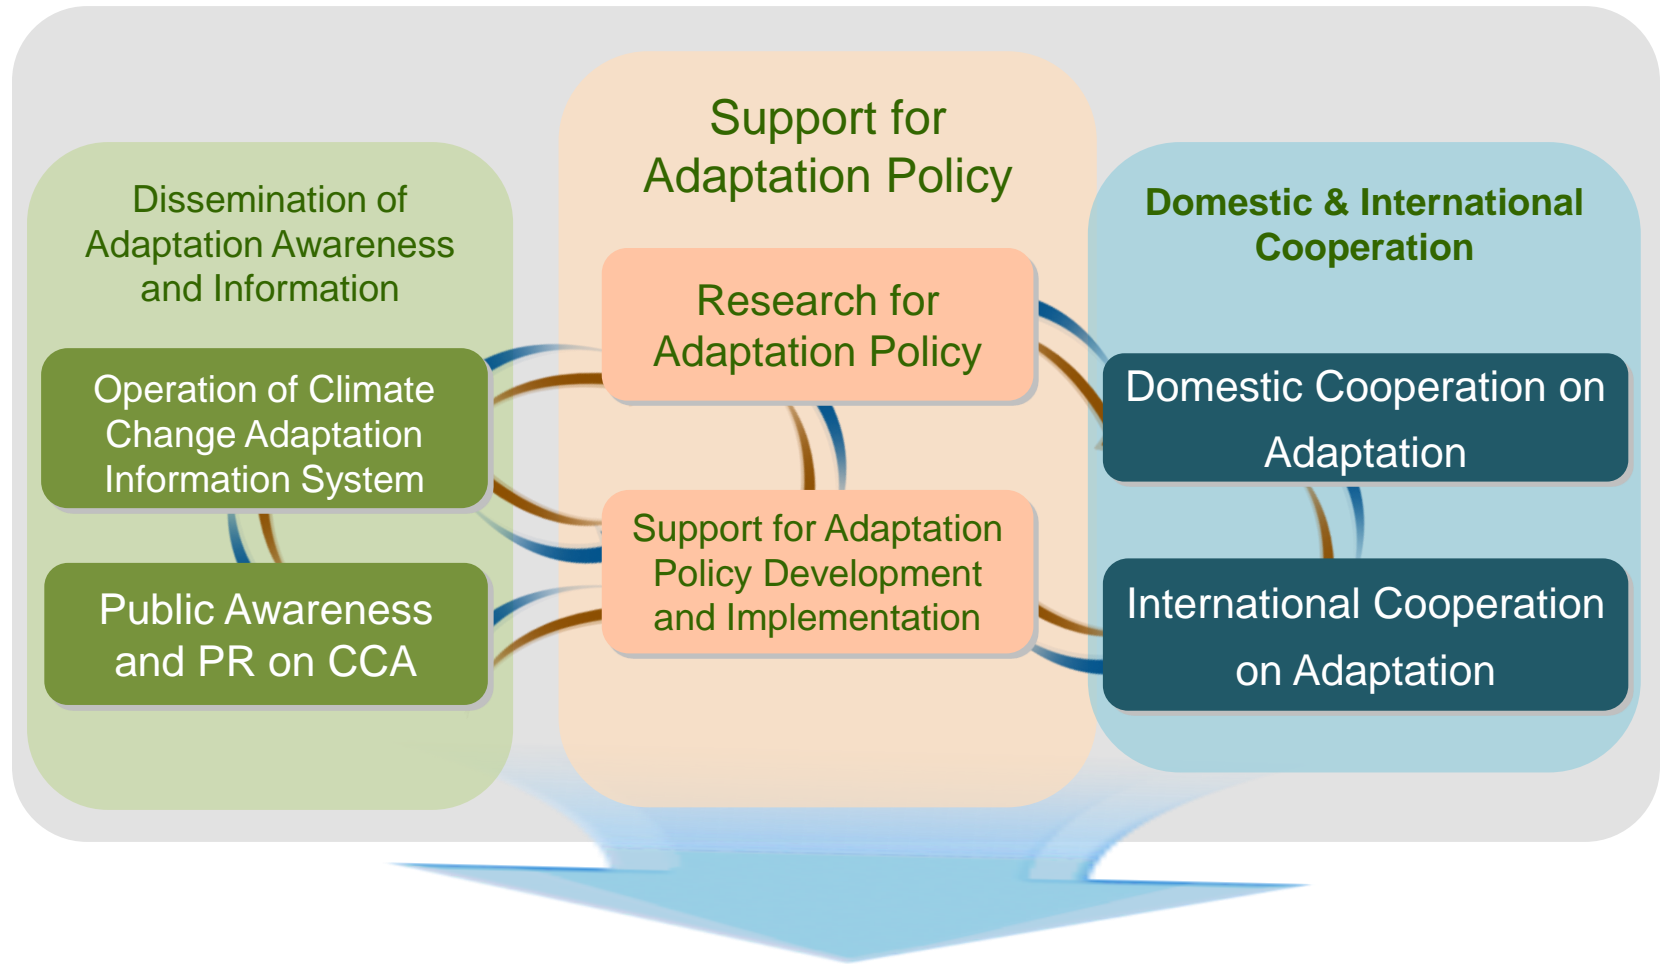 Support for
Adaptation Policy
Dissemination of
Adaptation Awareness
and Information
Domestic & International
Cooperation
Research for
Adaptation Policy
Operation of Climate
Change Adaptation
Information System
Domestic Cooperation on
Adaptation
Support for Adaptation
Policy Development
and Implementation
Public Awareness
and PR on CCA
International Cooperation
on Adaptation